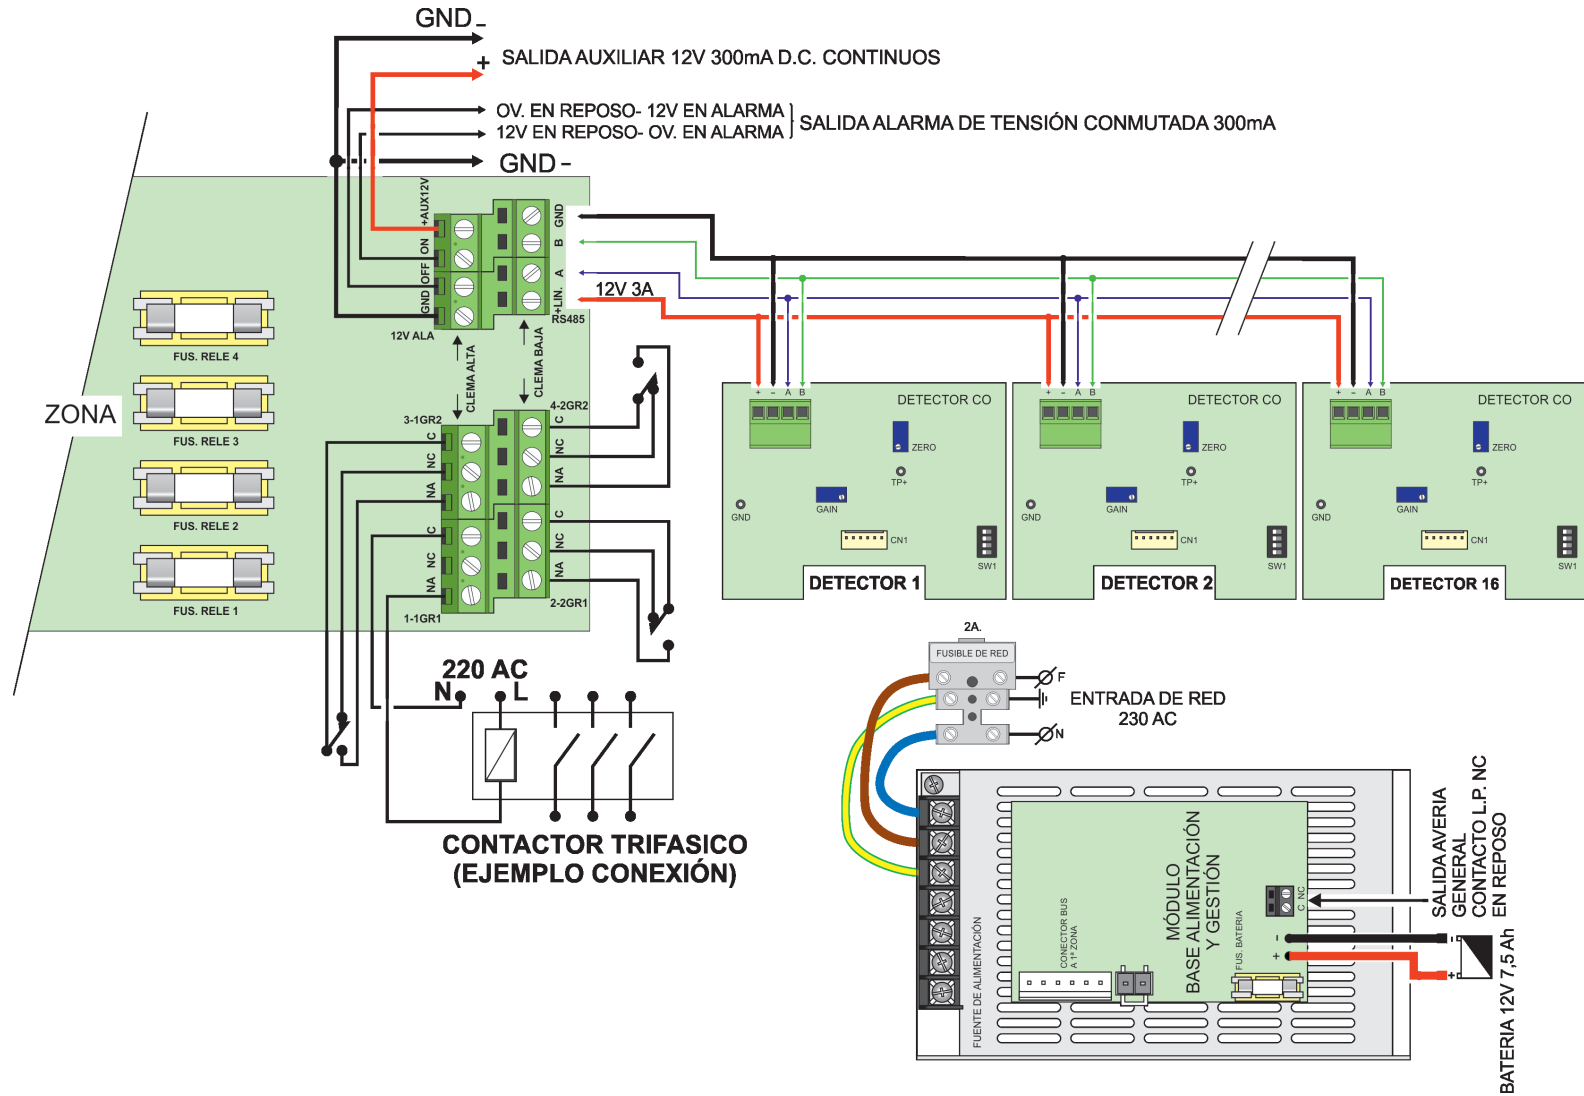 GND -
+ SALIDA AUXILIAR 12V 300mA D.C. CONTINUOS
OV. EN REPOSO- 12V EN ALARMA
12V EN REPOSO- OV. EN ALARMA
SALIDA ALARMA DE TENSIÓN CONMUTADA 300mA
GND -
ZONA
FUS. RELE 4
FUS. RELE 3
FUS. RELE 2
FUS. RELE 1
+AUX12V
ON
OFF
GND
12V ALA
GND
B
A
+LIN.
RS485
12V 3A
CLEMA ALTA
CLEMA BAJA
3-1GR2
4-2GR2
C
NC
NA
C
NC
NA
C
NC
NA
C
NC
NA
1-1GR1
2-2GR1
220 AC
N
L
CONTACTOR TRIFASICO
(EJEMPLO CONEXIÓN)
+ - A B
DETECTOR CO
ZERO
TP+
GND
GAIN
CN1
SW1
DETECTOR 1
+ - A B
DETECTOR CO
ZERO
TP+
GND
GAIN
CN1
SW1
DETECTOR 2
+ - A B
DETECTOR CO
ZERO
TP+
GND
GAIN
CN1
SW1
DETECTOR 16
2A.
FUSIBLE DE RED
F
N
ENTRADA DE RED
230 AC
FUENTE DE ALIMENTACIÓN
CONECTOR BUS
A 1ª ZONA
MÓDULO
BASE ALIMENTACIÓN
Y GESTIÓN
FUS. BATERIA
C NC
-
+
-
+
SALIDA AVERIA
GENERAL
CONTACTO L.P. NC
EN REPOSO
BATERIA 12V 7,5 Ah